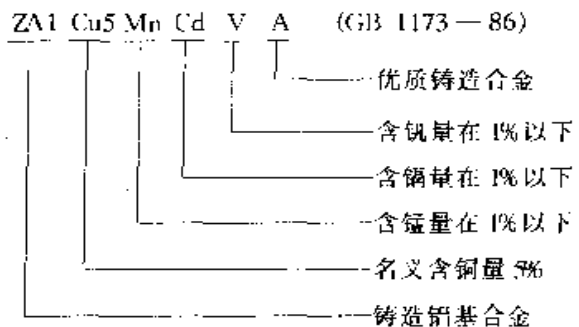 ZAl Cu5 Mn Cd V A (GB 1173—86)
优质铸造合金
含钒量在 1%以下
含镉量在 1%以下
含锰量在 1%以下
名义含铜量 5%
铸造铝基合金